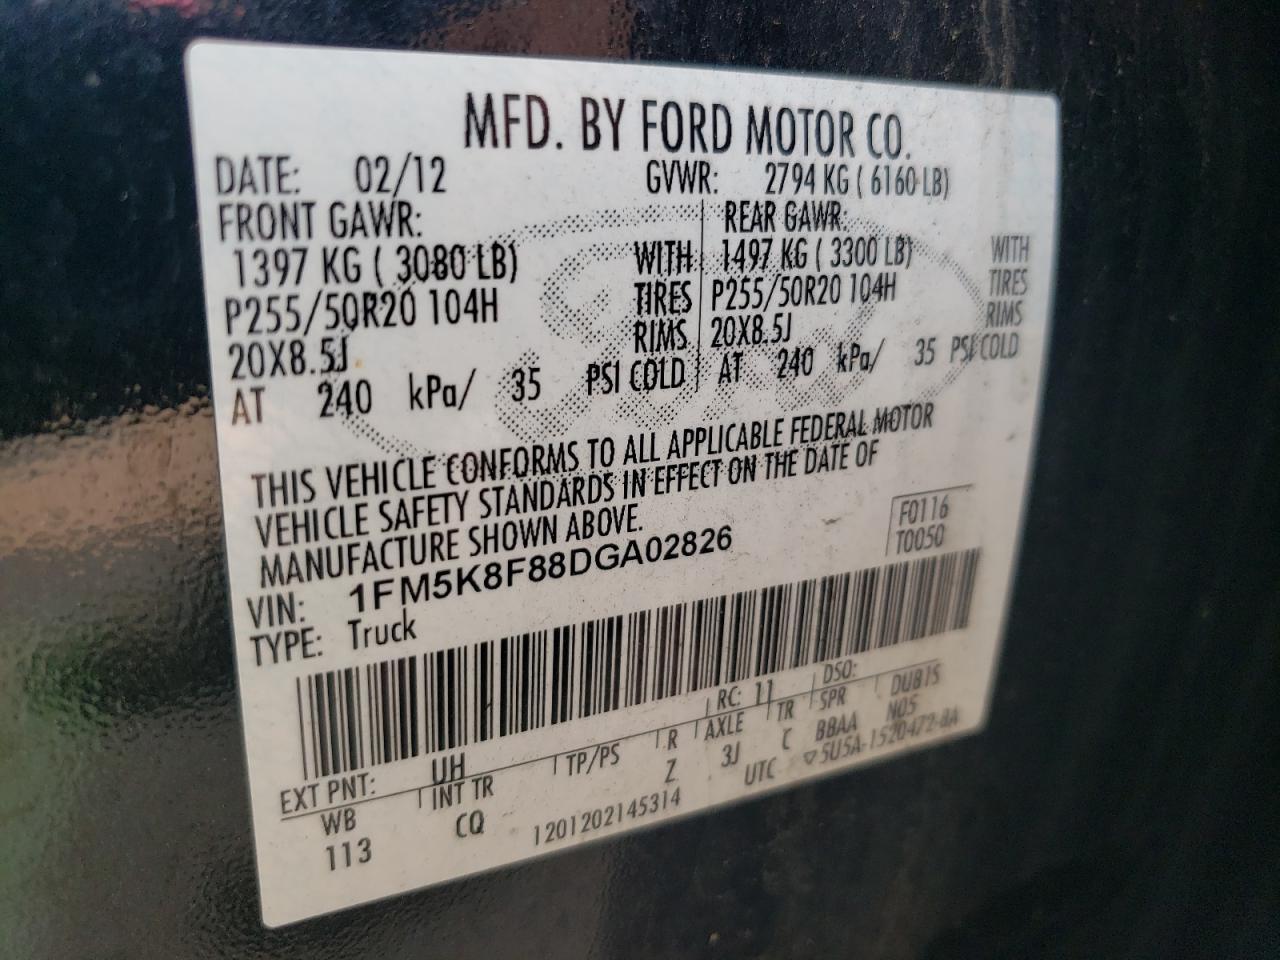 MFD. BY FORD MOTOR CO.
DATE: 02/12 GVWR: 2794 KG ( 6160 LB)
FRONT GAWR: REAR GAWR:
1397 KG ( 3080 LB) WITH 1497 KG ( 3300 LB) WITH
P255/50R20 104H TIRES P255/50R20 104H TIRES
20X8.5J RIMS 20X8.5J RIMS
AT 240 kPa/ 35 PSI COLD AT 240 kPa/ 35 PSI COLD
THIS VEHICLE CONFORMS TO ALL APPLICABLE FEDERAL MOTOR
VEHICLE SAFETY STANDARDS IN EFFECT ON THE DATE OF
MANUFACTURE SHOWN ABOVE.
F0116
T0050
VIN: 1FM5K8F88DGA02826
TYPE: Truck
EXT PNT: UH RC: 11 DSO:
WB INT TR TP/PS R AXLE TR SPR DUB15
113 CQ Z 3J C BBAA N05
1201202145314 UTC ▽5U5A-1520472-BA